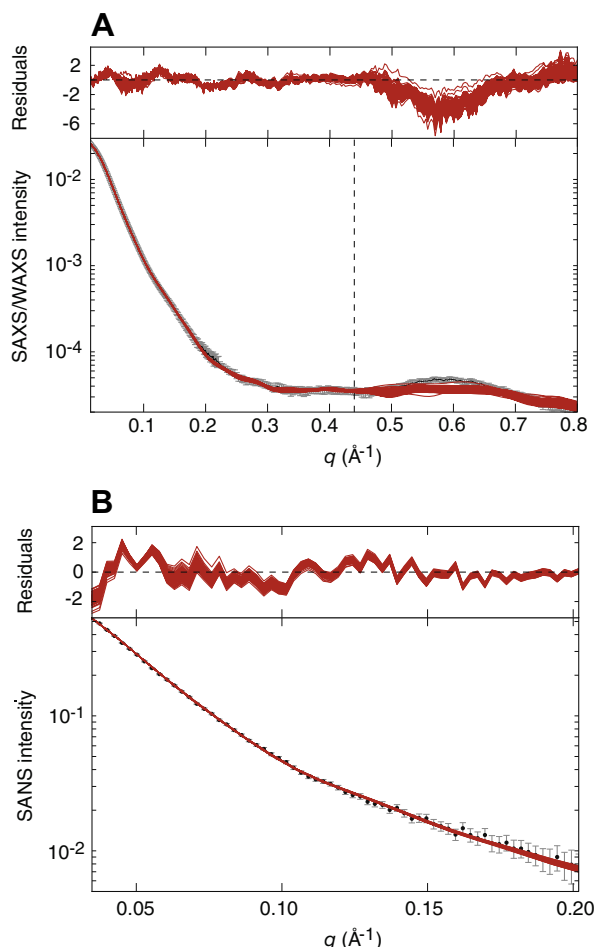 A
Residuals
2
0
-2
-6
SAXS/WAXS intensity
10-2
10-3
10-4
0.1 0.2 0.3 0.4 0.5 0.6 0.7 0.8
q (Å-1)
B
Residuals
2
0
-2
SANS intensity
10-1
10-2
0.05 0.10 0.15 0.20
q (Å-1)